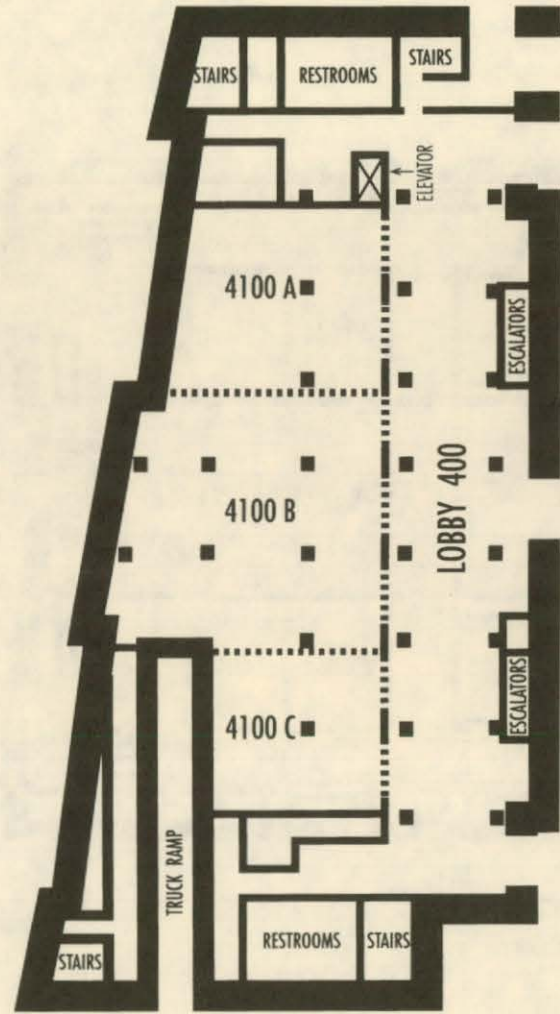 STAIRS
RESTROOMS
STAIRS
ELEVATOR
4100 A
ESCALATORS
LOBBY 400
4100 B
4100 C
ESCALATORS
TRUCK RAMP
RESTROOMS
STAIRS
STAIRS